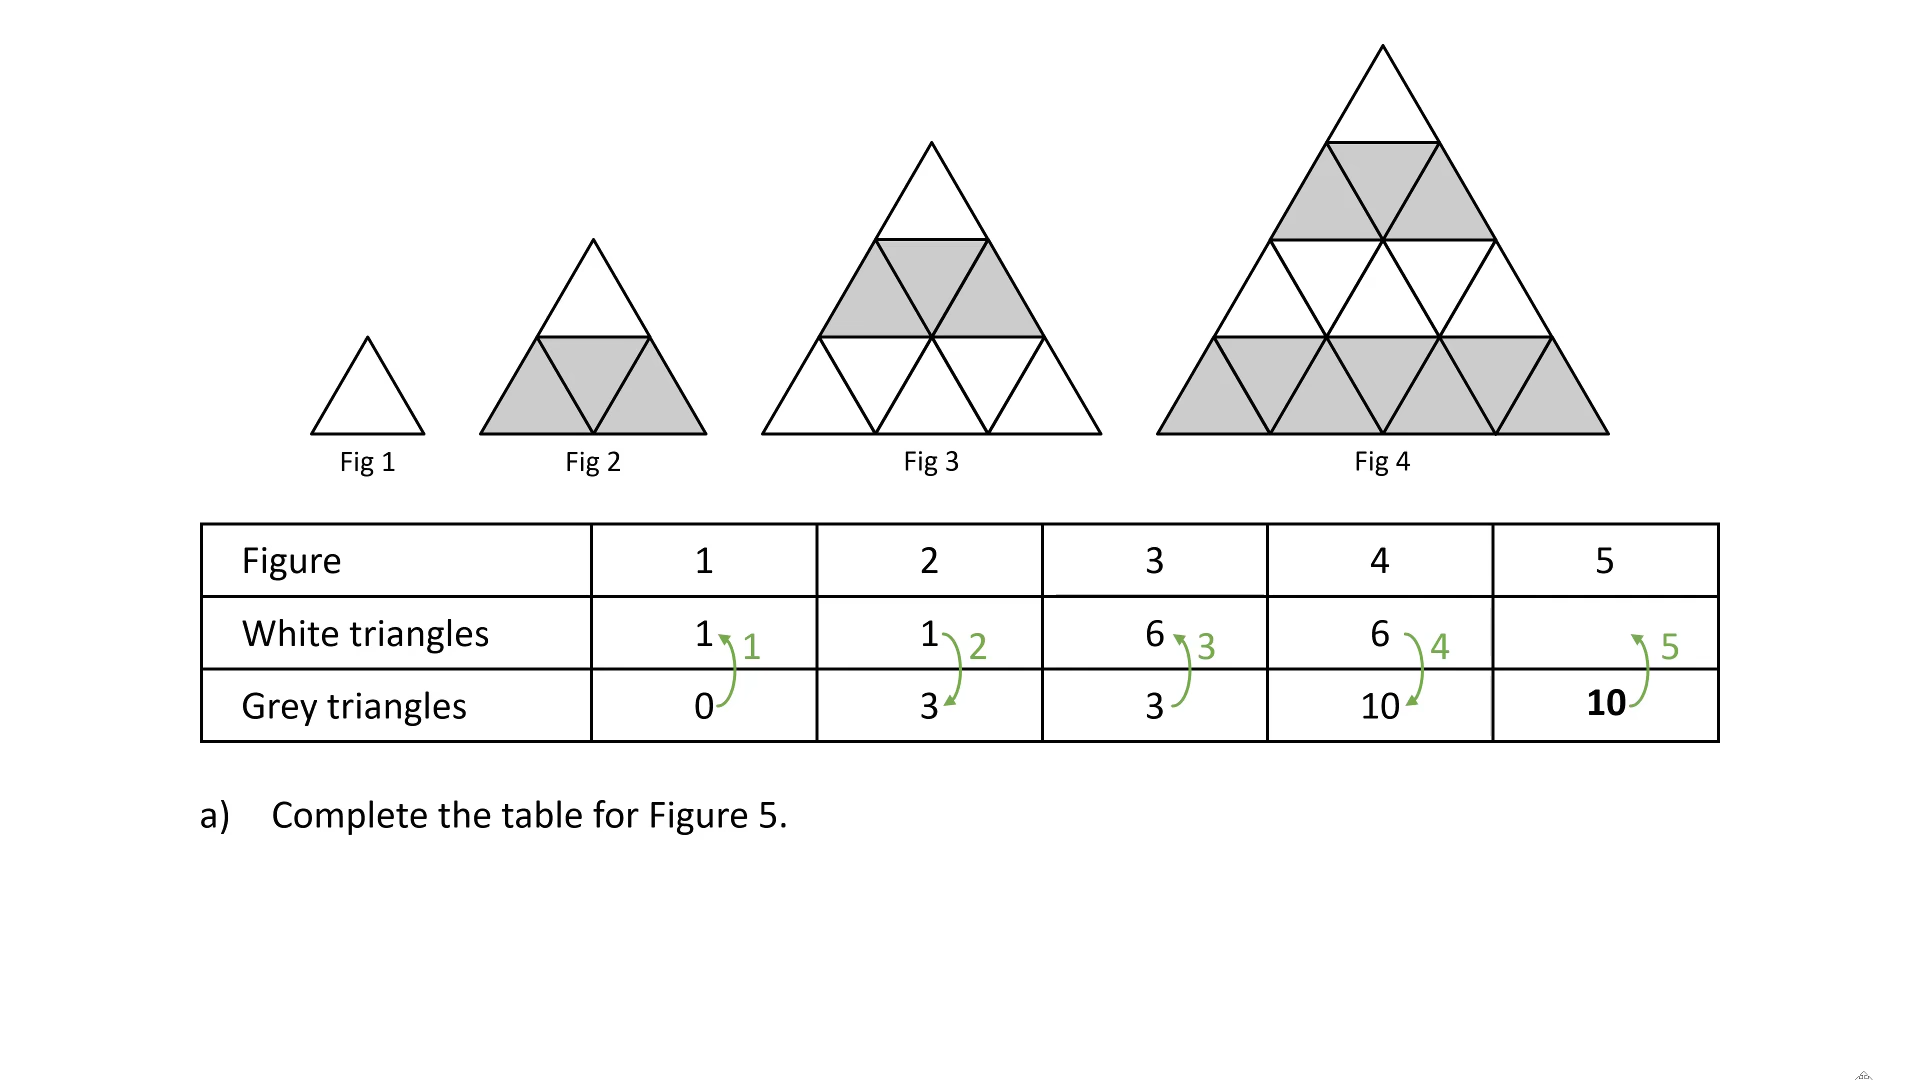 Fig 1 Fig 2 Fig 3 Fig 4
Figure 1 2 3 4 5
White triangles 1 1 6 6
1 2 3 4 5
Grey triangles 0 3 3 10 10
a) Complete the table for Figure 5.